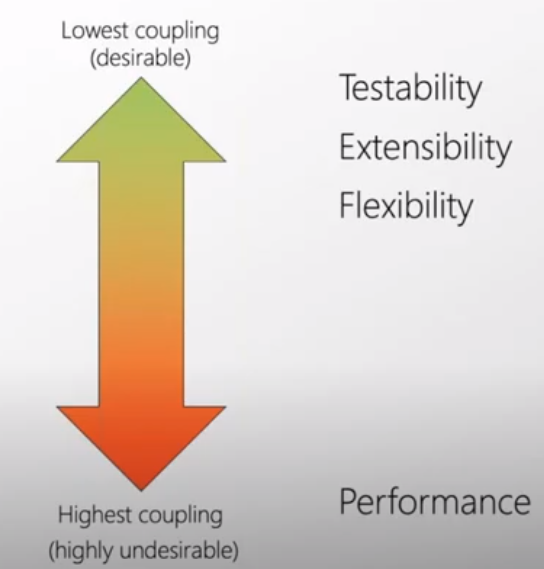 Lowest coupling
(desirable)
Testability
Extensibility
Flexibility
Performance
Highest coupling
(highly undesirable)